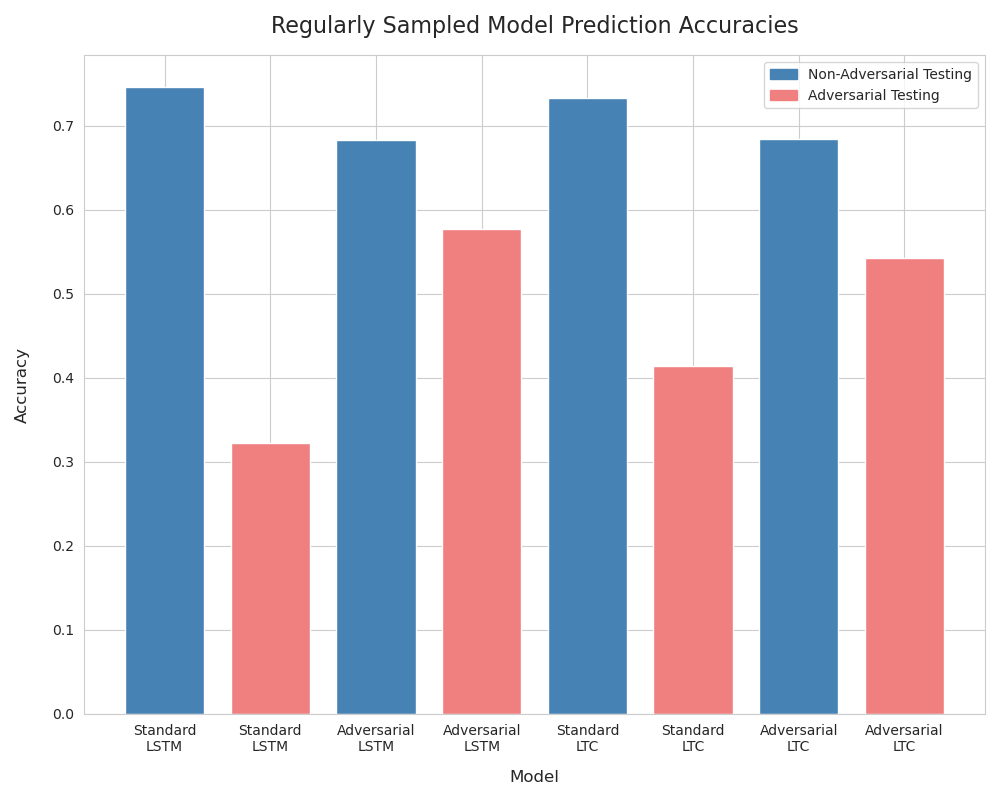 Regularly Sampled Model Prediction Accuracies
Non-Adversarial Testing
Adversarial Testing
Accuracy
0.7
0.6
0.5
0.4
0.3
0.2
0.1
0.0
Standard
LSTM
Standard
LSTM
Adversarial
LSTM
Adversarial
LSTM
Standard
LTC
Standard
LTC
Adversarial
LTC
Adversarial
LTC
Model